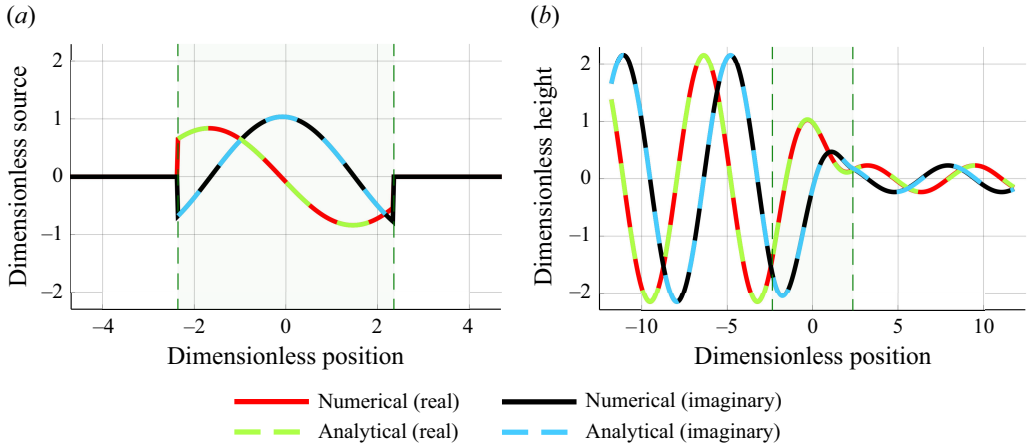 (a)
(b)
Dimensionless source
2
1
0
–1
–2
–4
–2
0
2
4
Dimensionless position
Dimensionless height
2
1
0
–1
–2
–10
–5
0
5
10
Dimensionless position
Numerical (real)
Numerical (imaginary)
Analytical (real)
Analytical (imaginary)